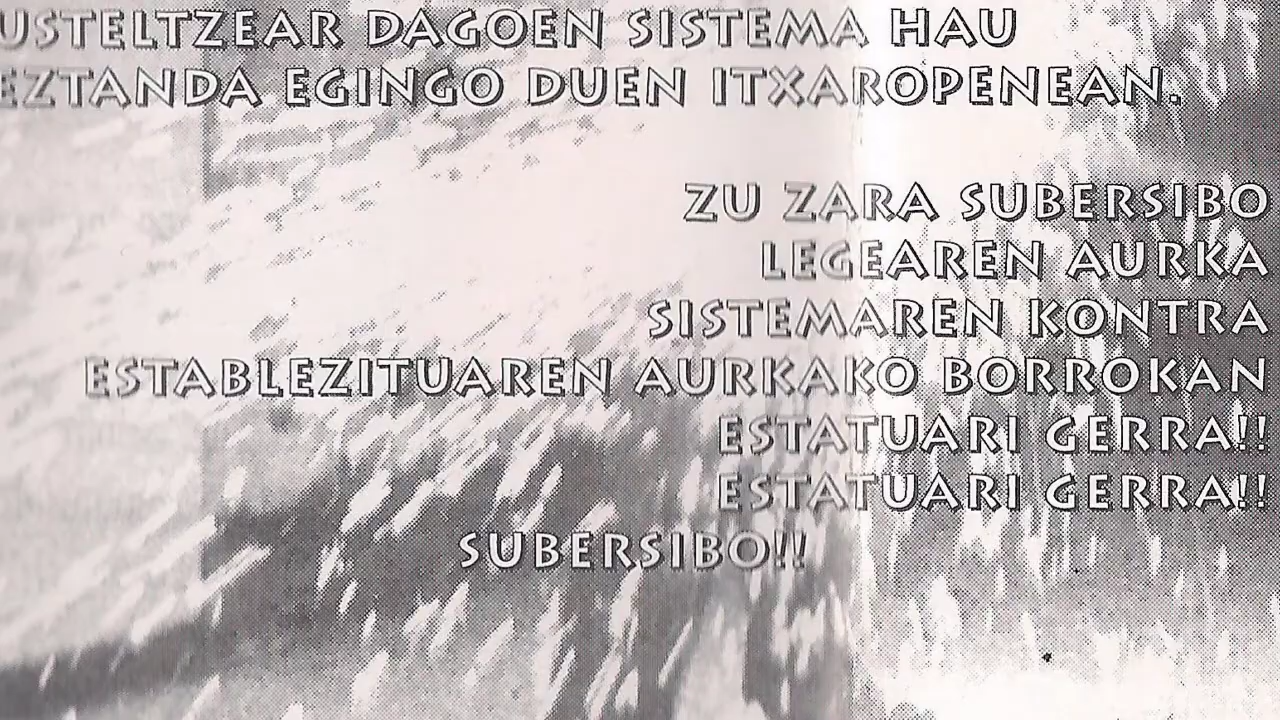 USTELTZEAR DAGOEN SISTEMA HAU
EZTANDA EGINGO DUEN ITXAROPENEAN.
ZU ZARA SUBERSIBO
LEGEAREN AURKA
SISTEMAREN KONTRA
ESTABLEZITUAREN AURKAKO BORROKAN
ESTATUARI GERRA!!
ESTATUARI GERRA!!
SUBERSIBO!!